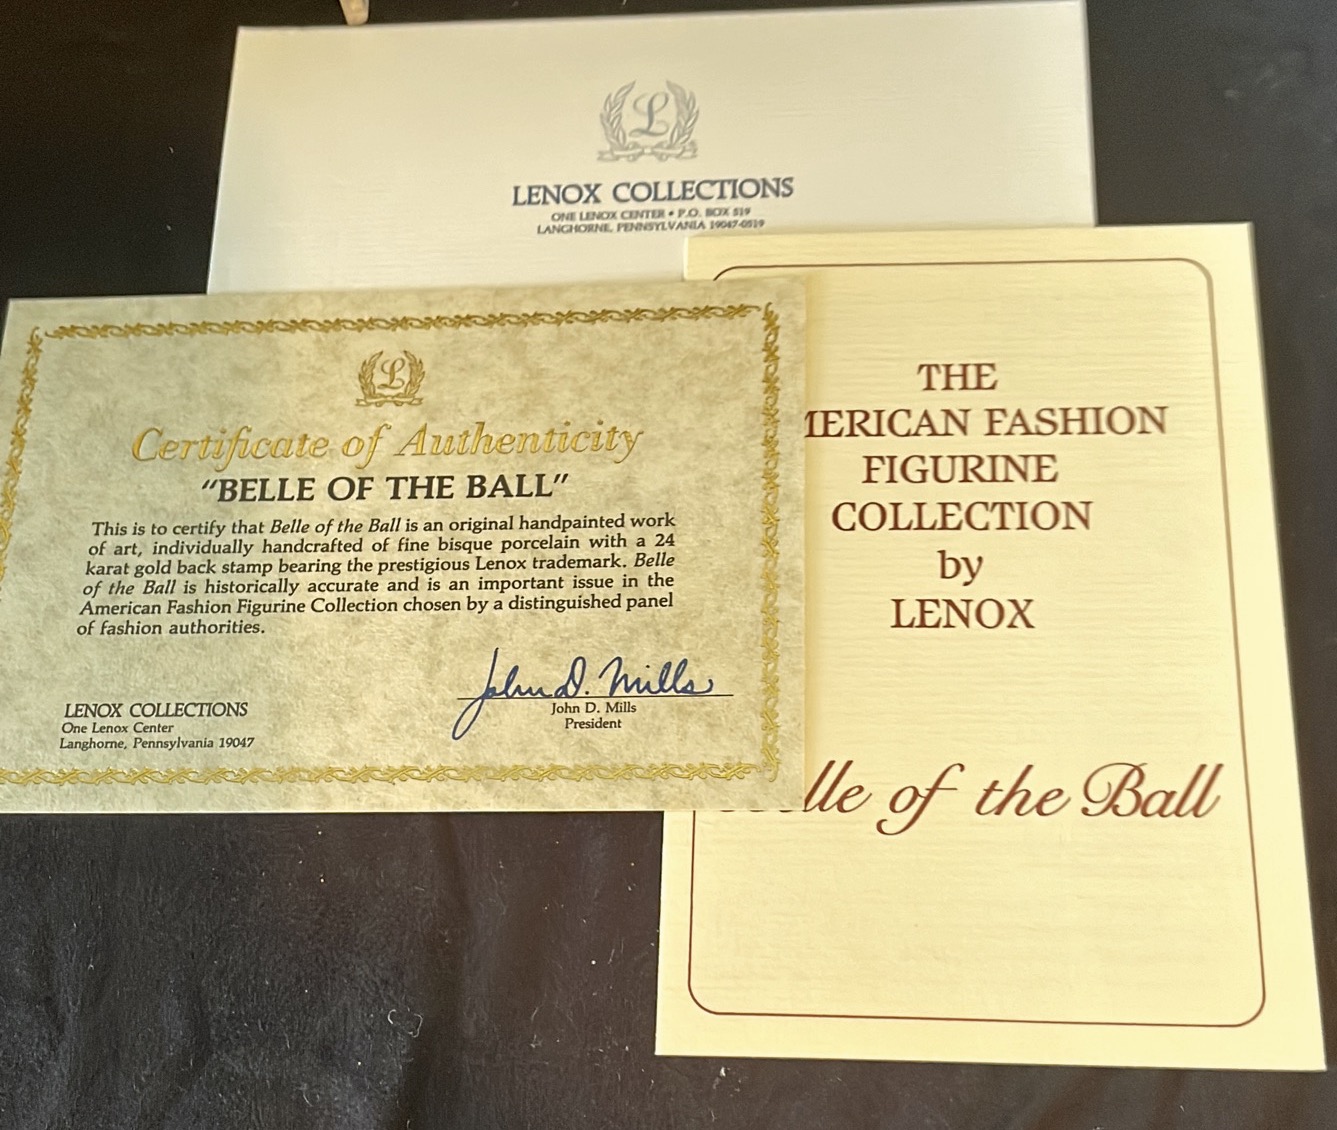 L
LENOX COLLECTIONS
ONE LENOX CENTER • P.O. BOX 519
LANGHORNE, PENNSYLVANIA 19047-0519
L
Certificate of Authenticity
"BELLE OF THE BALL"
This is to certify that Belle of the Ball is an original handpainted work
of art, individually handcrafted of fine bisque porcelain with a 24
karat gold back stamp bearing the prestigious Lenox trademark. Belle
of the Ball is historically accurate and is an important issue in the
American Fashion Figurine Collection chosen by a distinguished panel
of fashion authorities.
LENOX COLLECTIONS
One Lenox Center
Langhorne, Pennsylvania 19047
John D. Mills
John D. Mills
President
THE
MERICAN FASHION
FIGURINE
COLLECTION
by
LENOX
lle of the Ball